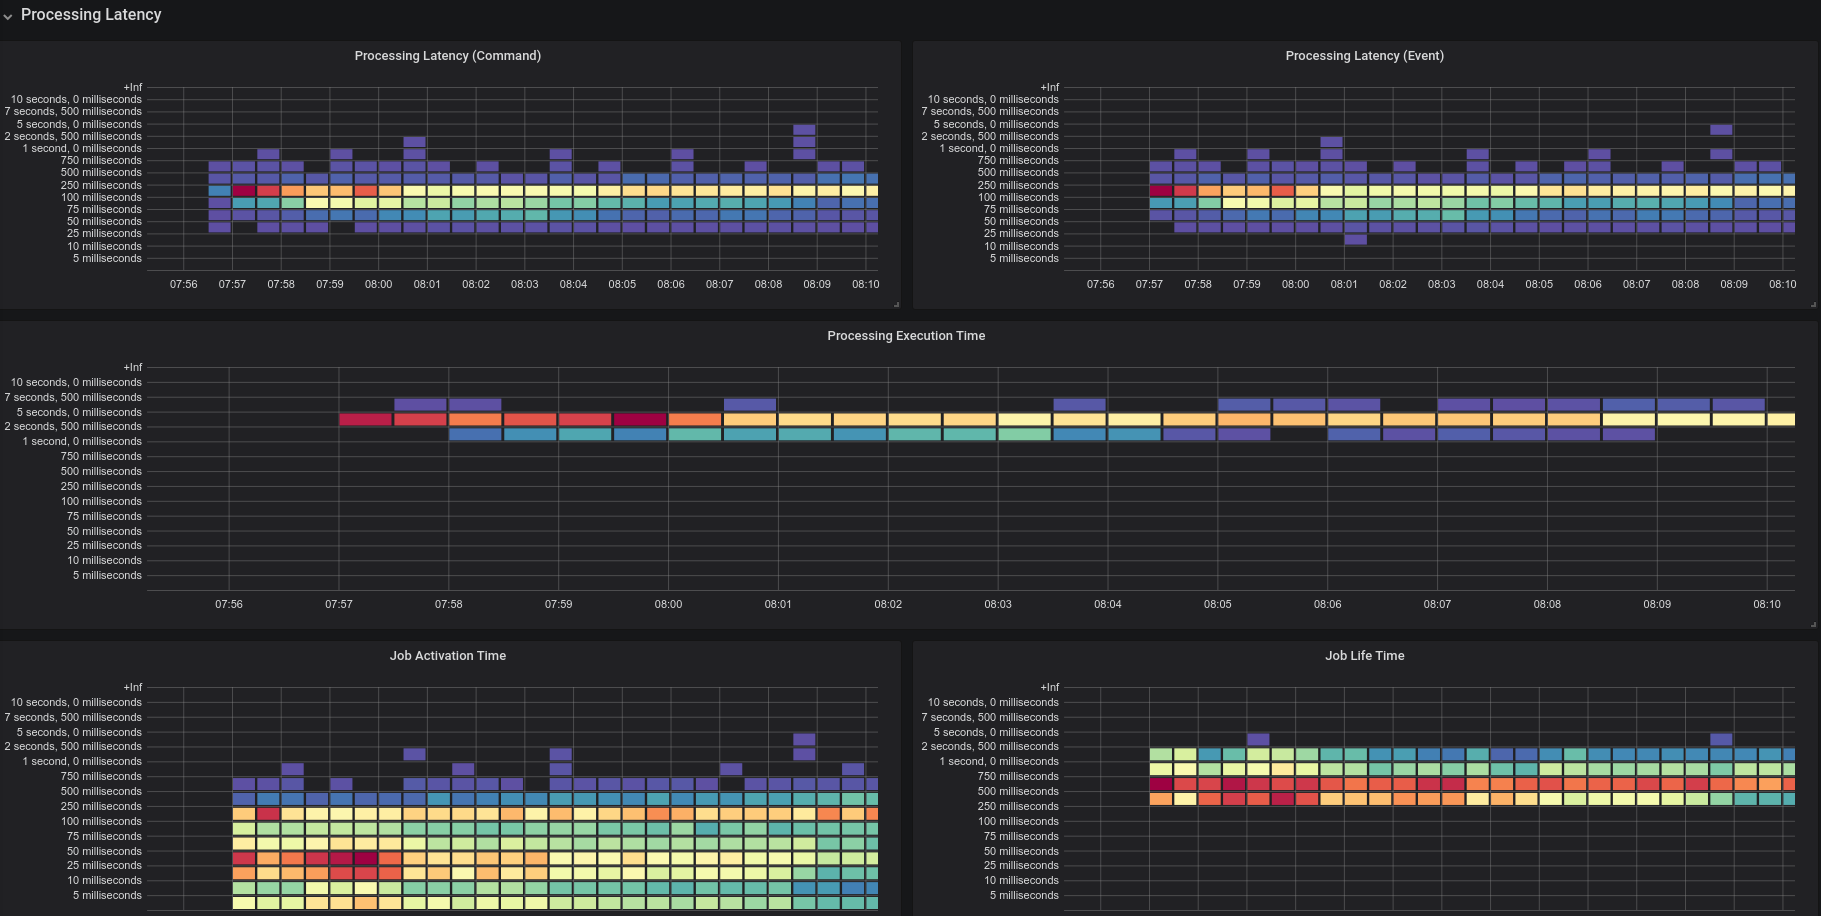 Processing Latency
Processing Latency (Command)
+Inf
10 seconds, 0 milliseconds
7 seconds, 500 milliseconds
5 seconds, 0 milliseconds
2 seconds, 500 milliseconds
1 second, 0 milliseconds
750 milliseconds
500 milliseconds
250 milliseconds
100 milliseconds
75 milliseconds
50 milliseconds
25 milliseconds
10 milliseconds
5 milliseconds
07:56 07:57 07:58 07:59 08:00 08:01 08:02 08:03 08:04 08:05 08:06 08:07 08:08 08:09 08:10
Processing Latency (Event)
+Inf
10 seconds, 0 milliseconds
7 seconds, 500 milliseconds
5 seconds, 0 milliseconds
2 seconds, 500 milliseconds
1 second, 0 milliseconds
750 milliseconds
500 milliseconds
250 milliseconds
100 milliseconds
75 milliseconds
50 milliseconds
25 milliseconds
10 milliseconds
5 milliseconds
07:56 07:57 07:58 07:59 08:00 08:01 08:02 08:03 08:04 08:05 08:06 08:07 08:08 08:09 08:10
Processing Execution Time
+Inf
10 seconds, 0 milliseconds
7 seconds, 500 milliseconds
5 seconds, 0 milliseconds
2 seconds, 500 milliseconds
1 second, 0 milliseconds
750 milliseconds
500 milliseconds
250 milliseconds
100 milliseconds
75 milliseconds
50 milliseconds
25 milliseconds
10 milliseconds
5 milliseconds
07:56 07:57 07:58 07:59 08:00 08:01 08:02 08:03 08:04 08:05 08:06 08:07 08:08 08:09 08:10
Job Activation Time
+Inf
10 seconds, 0 milliseconds
7 seconds, 500 milliseconds
5 seconds, 0 milliseconds
2 seconds, 500 milliseconds
1 second, 0 milliseconds
750 milliseconds
500 milliseconds
250 milliseconds
100 milliseconds
75 milliseconds
50 milliseconds
25 milliseconds
10 milliseconds
5 milliseconds
Job Life Time
+Inf
10 seconds, 0 milliseconds
7 seconds, 500 milliseconds
5 seconds, 0 milliseconds
2 seconds, 500 milliseconds
1 second, 0 milliseconds
750 milliseconds
500 milliseconds
250 milliseconds
100 milliseconds
75 milliseconds
50 milliseconds
25 milliseconds
10 milliseconds
5 milliseconds